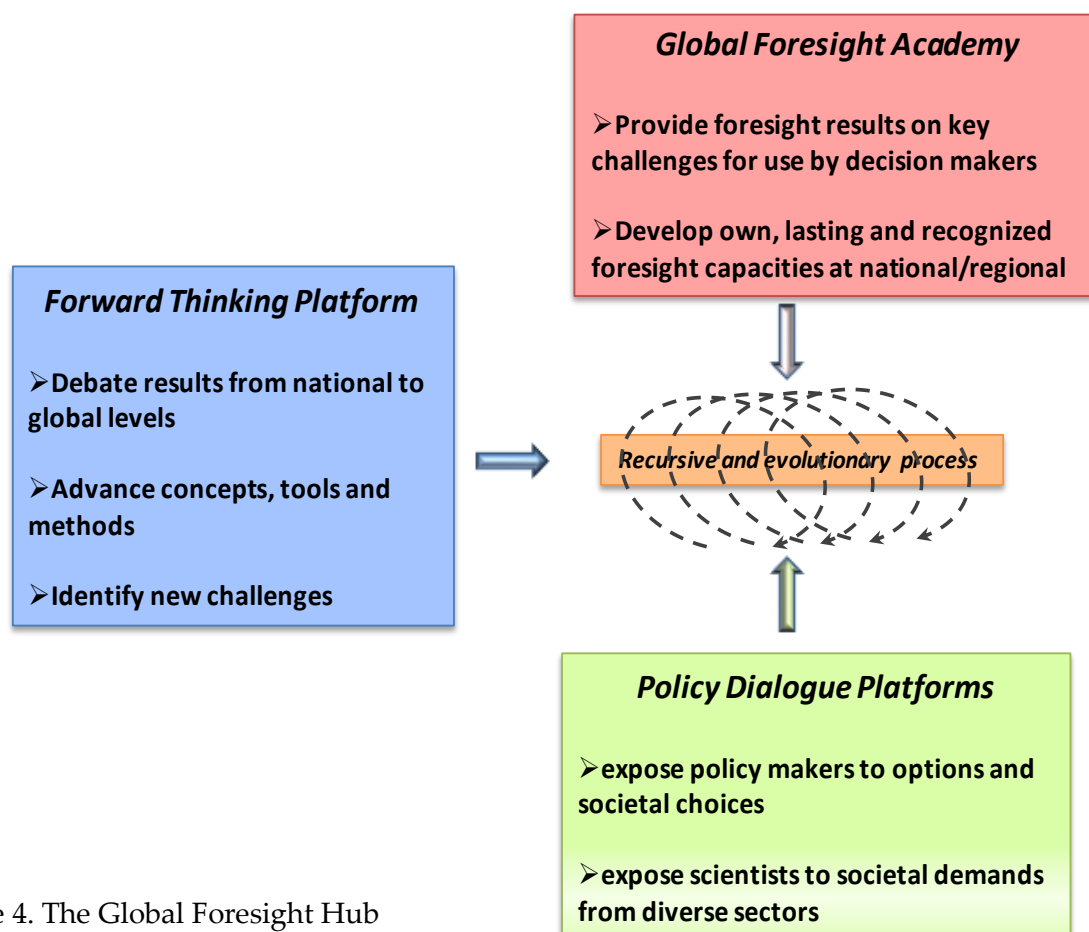 Global Foresight Academy
➢Provide foresight results on key
challenges for use by decision makers
➢Develop own, lasting and recognized
foresight capacities at national/regional
Forward Thinking Platform
➢Debate results from national to
global levels
➢Advance concepts, tools and
methods
➢Identify new challenges
Recursive and evolutionary process
Policy Dialogue Platforms
➢expose policy makers to options and
societal choices
➢expose scientists to societal demands
from diverse sectors
e 4. The Global Foresight Hub